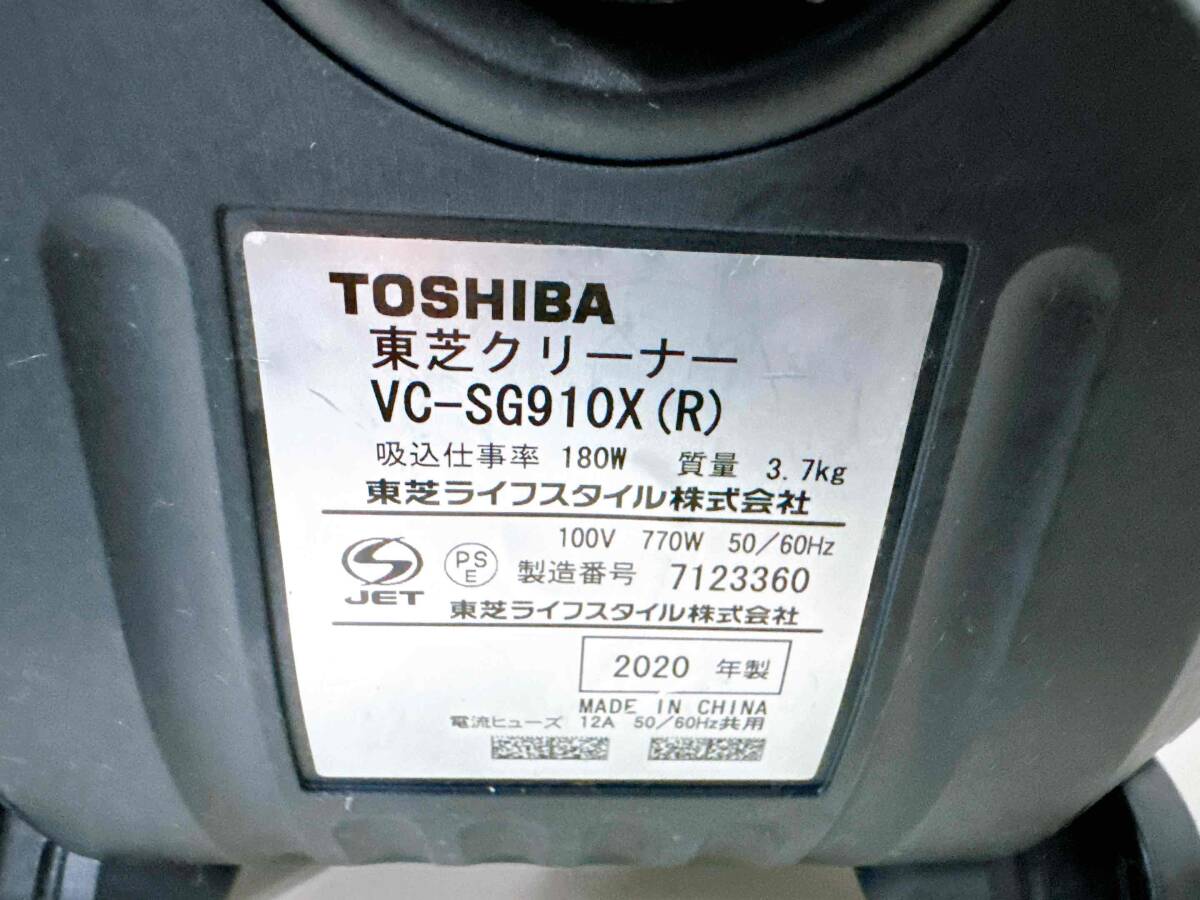 TOSHIBA
東芝クリーナー
VC-SG910X(R)
吸込仕事率 180W 質量 3.7kg
東芝ライフスタイル株式会社
100V 770W 50/60Hz
S JET PSE 製造番号 7123360
東芝ライフスタイル株式会社
2020 年製
MADE IN CHINA
電流ヒューズ 12A 50/60Hz共用